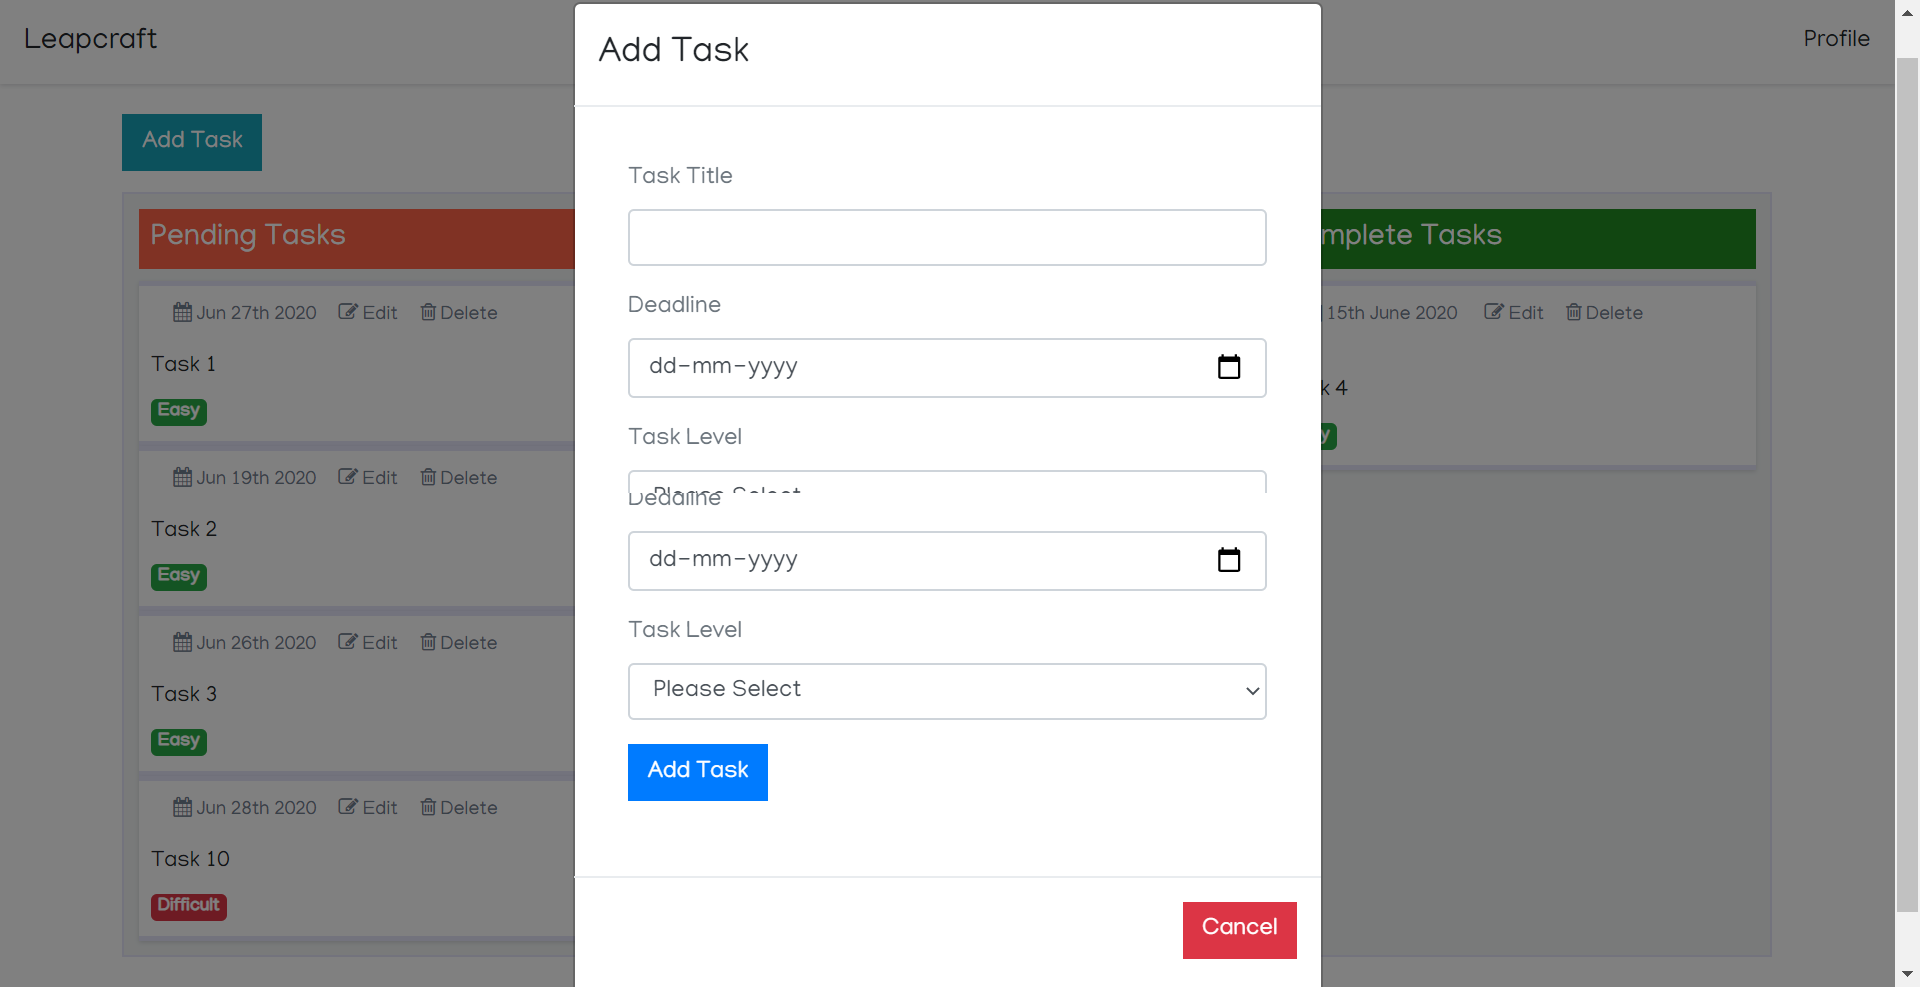 Leapcraft
Profile
Add Task
Add Task
Pending Tasks
mplete Tasks
Jun 27th 2020 Edit Delete
Task 1
Easy
Jun 19th 2020 Edit Delete
Task 2
Easy
Jun 26th 2020 Edit Delete
Task 3
Easy
Jun 28th 2020 Edit Delete
Task 10
Difficult
Task Title
Deadline
dd-mm-yyyy
Task Level
Please Select
Deadline
dd-mm-yyyy
Task Level
Please Select
Add Task
Cancel
15th June 2020 Edit Delete
k 4
y